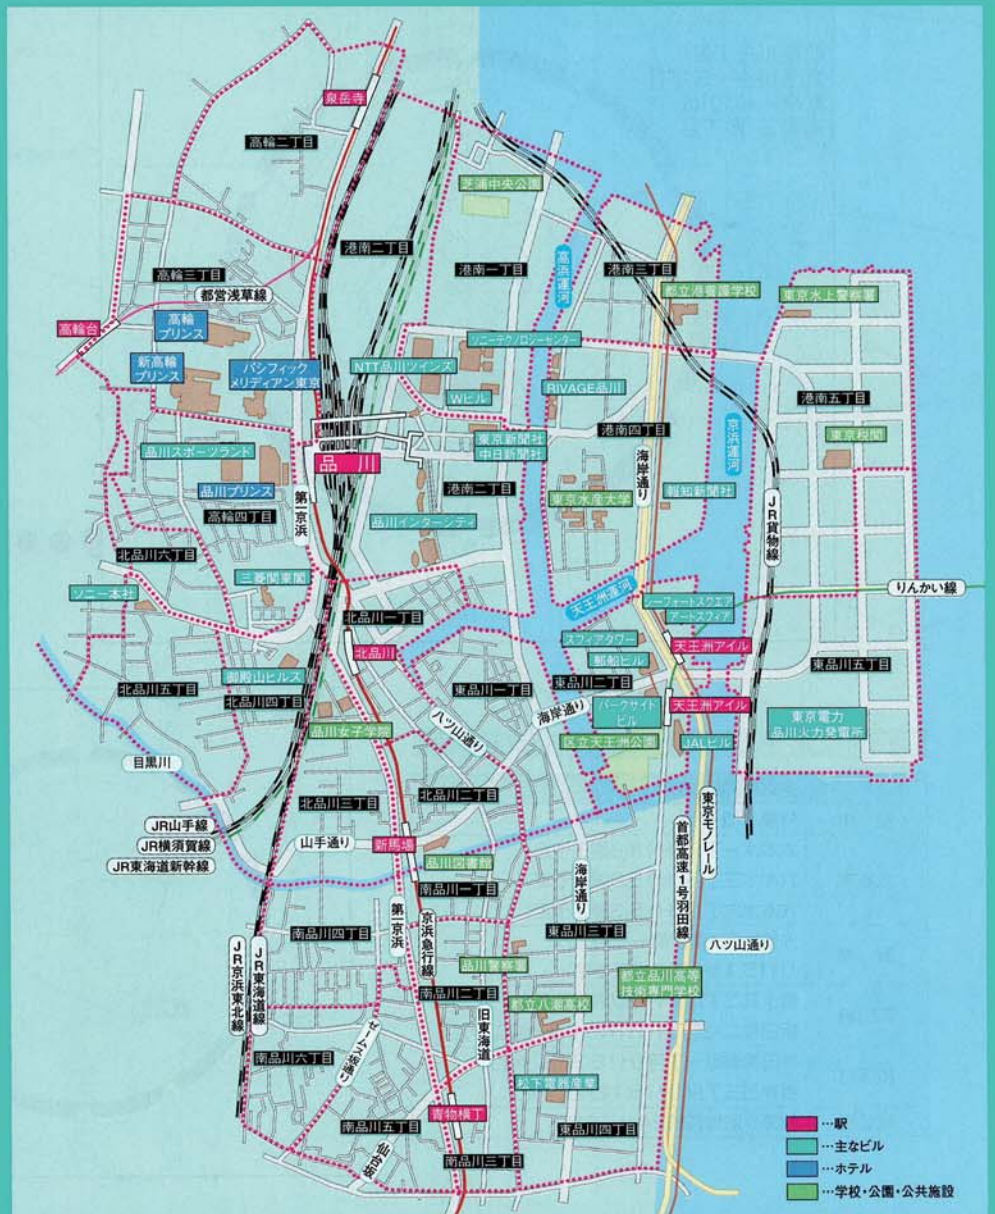 泉岳寺
高輪二丁目
芝浦中央公園
港南二丁目
港南一丁目
高浜運河
港南三丁目
高輪三丁目
都営浅草線
都立港養護学校
東京水上警察署
高輪台
高輪
プリンス
新高輪
プリンス
パシフィック
メリディアン東京
NTT品川ツインズ
ソニーテクノロジーセンター
Wビル
RIVAGE品川
港南五丁目
東京新聞社
中日新聞社
港南四丁目
東京税関
京浜運河
品川スポーツランド
品川
海岸通り
品川プリンス
第一京浜
港南二丁目
東京水産大学
報知新聞社
JR貨物線
高輪四丁目
品川インターシティ
北品川六丁目
三菱関東閣
ソニー本社
天王洲運河
シーフォートスクエア
アートスフィア
りんかい線
北品川一丁目
北品川
スフィアタワー
天王洲アイル
郵船ビル
東品川五丁目
御殿山ヒルズ
北品川五丁目
北品川四丁目
東品川一丁目
東品川二丁目
海岸通り
パークサイド
ビル
天王洲アイル
東京電力
品川火力発電所
品川女子学院
八ツ山通り
区立天王洲公園
JALビル
目黒川
北品川三丁目
北品川二丁目
東京モノレール
JR山手線
JR横須賀線
JR東海道新幹線
山手通り
新馬場
品川図書館
首都高速1号羽田線
南品川一丁目
海岸通り
第一京浜
京浜急行線
南品川四丁目
東品川三丁目
八ツ山通り
JR京浜東北線
JR東海道線
品川警察署
都立品川高等
技術専門学校
南品川二丁目
都立八潮高校
旧東海道
ゼームス坂通り
南品川六丁目
松下電器産業
青物横丁
南品川五丁目
東品川四丁目
仙台坂
南品川三丁目
…駅
…主なビル
…ホテル
…学校・公園・公共施設